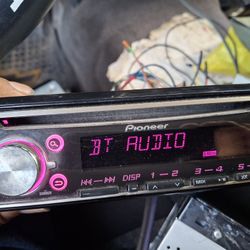 Pioneer
BT AUDIO
DISP 1 — 2 — 3 — 4 — 5 —